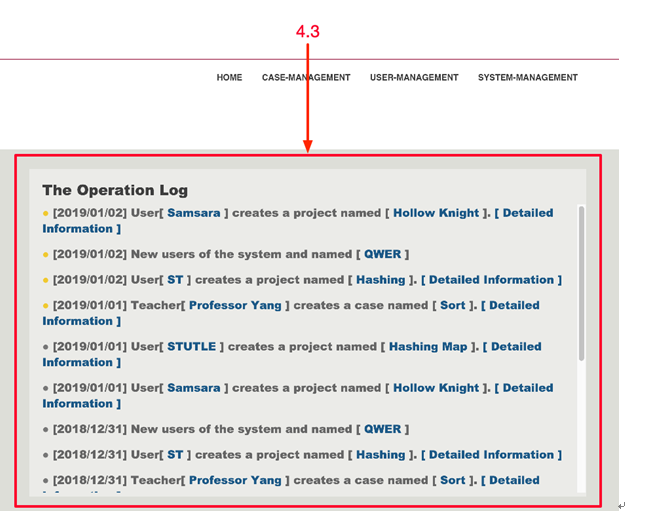 4.3
HOME CASE-MANAGEMENT USER-MANAGEMENT SYSTEM-MANAGEMENT
The Operation Log
[2019/01/02] User[ Samsara ] creates a project named [ Hollow Knight ]. [ Detailed
Information ]
[2019/01/02] New users of the system and named [ QWER ]
[2019/01/02] User[ ST ] creates a project named [ Hashing ]. [ Detailed Information ]
[2019/01/01] Teacher[ Professor Yang ] creates a case named [ Sort ]. [ Detailed
Information ]
[2019/01/01] User[ STUTLE ] creates a project named [ Hashing Map ]. [ Detailed
Information ]
[2019/01/01] User[ Samsara ] creates a project named [ Hollow Knight ]. [ Detailed
Information ]
[2018/12/31] New users of the system and named [ QWER ]
[2018/12/31] User[ ST ] creates a project named [ Hashing ]. [ Detailed Information ]
[2018/12/31] Teacher[ Professor Yang ] creates a case named [ Sort ]. [ Detailed